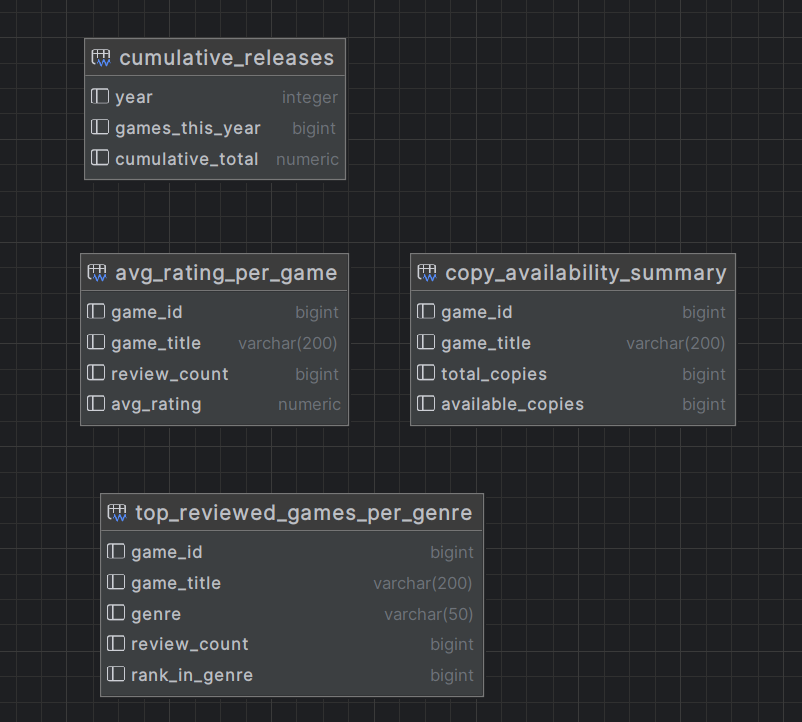 cumulative_releases
year integer
games_this_year bigint
cumulative_total numeric
avg_rating_per_game
game_id bigint
game_title varchar(200)
review_count bigint
avg_rating numeric
copy_availability_summary
game_id bigint
game_title varchar(200)
total_copies bigint
available_copies bigint
top_reviewed_games_per_genre
game_id bigint
game_title varchar(200)
genre varchar(50)
review_count bigint
rank_in_genre bigint